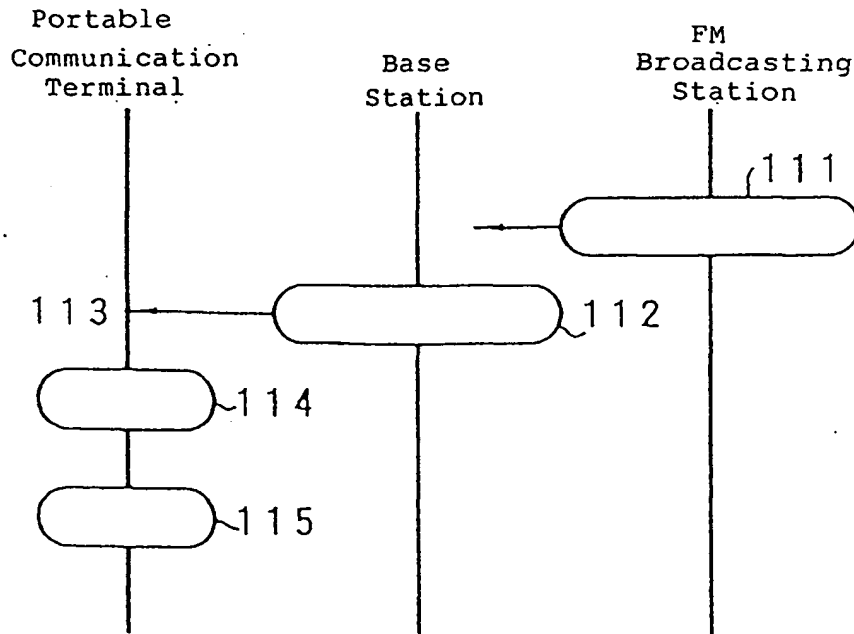 Portable
Communication
Terminal
Base
Station
FM
Broadcasting
Station
111
112
113
114
115